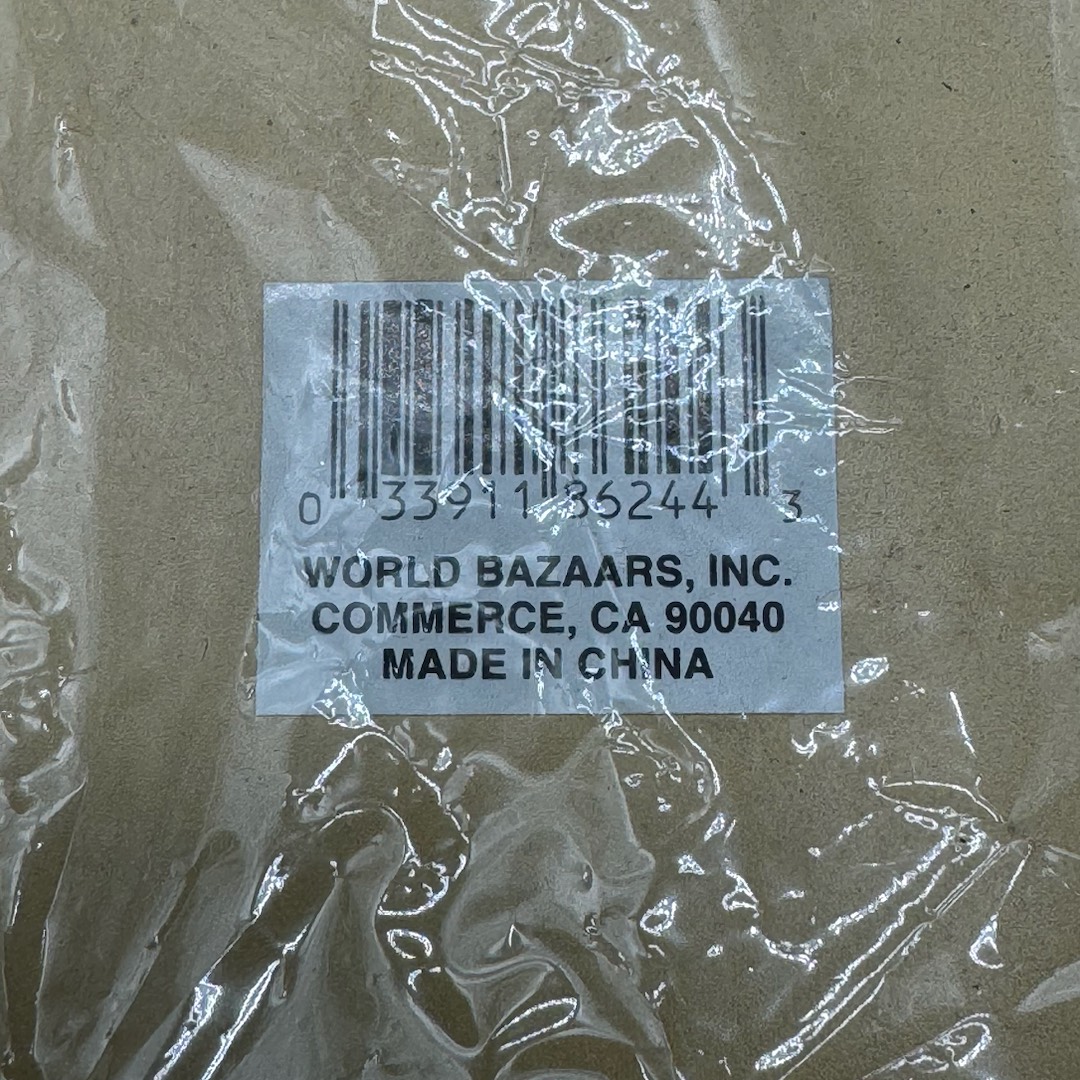 0 33911 86244 3
WORLD BAZAARS, INC.
COMMERCE, CA 90040
MADE IN CHINA